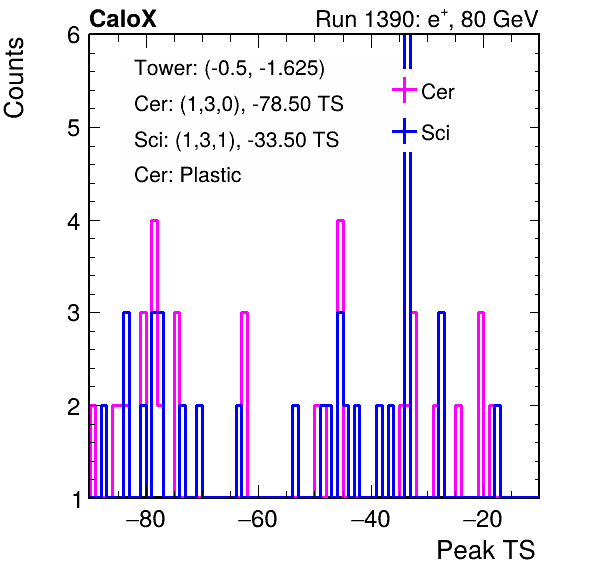 CaloX Run 1390: e⁺, 80 GeV
Counts
6
Tower: (-0.5, -1.625)
Cer: (1,3,0), -78.50 TS
Sci: (1,3,1), -33.50 TS
Cer: Plastic
Cer
Sci
5
4
3
2
1
−80 −60 −40 −20
Peak TS